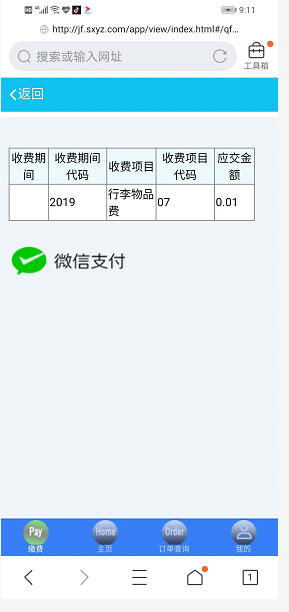 9:11
http://jf.sxyz.com/app/view/index.html#/qf...
搜索或输入网址
工具箱
返回
收费期间 收费期间代码 收费项目 收费项目代码 应交金额
2019 行李物品费 07 0.01
微信支付
Pay Home Order
缴费 主页 订单查询 我的
1